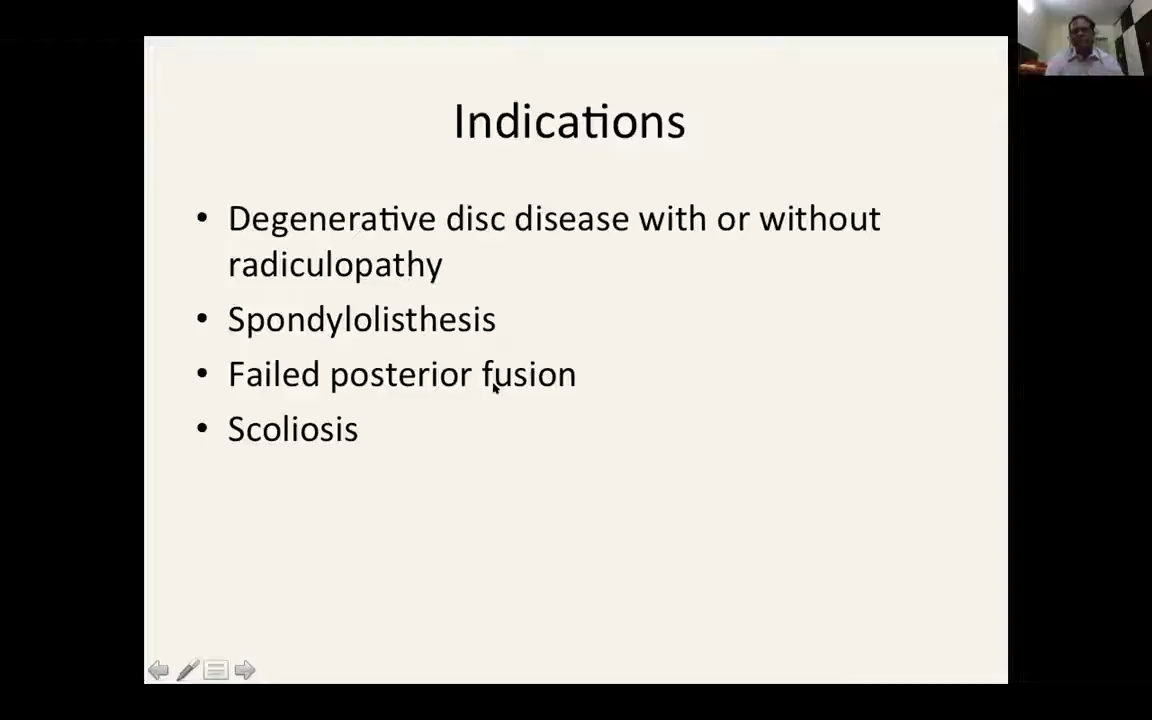 Indications
• Degenerative disc disease with or without
radiculopathy
• Spondylolisthesis
• Failed posterior fusion
• Scoliosis